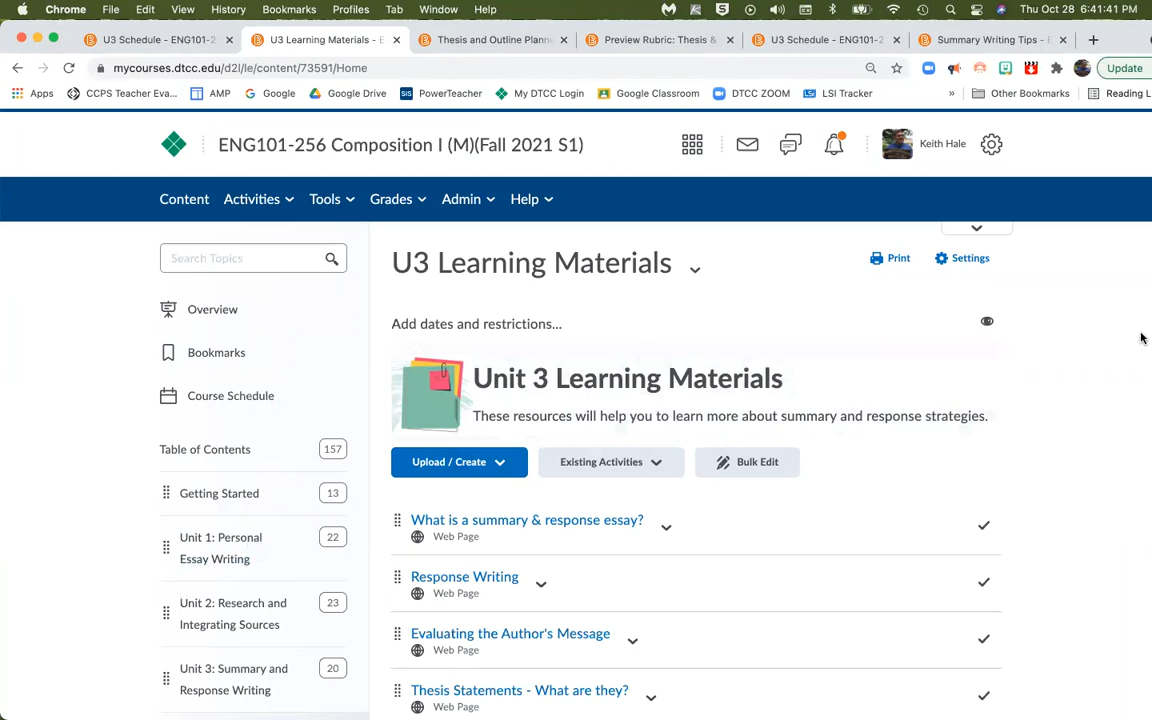 Chrome File Edit View History Bookmarks Profiles Tab Window Help Thu Oct 28 6:41:41 PM
U3 Schedule - ENG101-2 U3 Learning Materials - E Thesis and Outline Plann Preview Rubric: Thesis & U3 Schedule - ENG101-2 Summary Writing Tips - E
mycourses.dtcc.edu/d2l/le/content/73591/Home Update
Apps CCPS Teacher Eva... AMP Google Google Drive SIS PowerTeacher My DTCC Login Google Classroom DTCC ZOOM LSI Tracker » Other Bookmarks Reading L
ENG101-256 Composition I (M)(Fall 2021 S1) Keith Hale
Content Activities Tools Grades Admin Help
Search Topics
U3 Learning Materials Print Settings
Overview
Add dates and restrictions...
Bookmarks
Unit 3 Learning Materials
Course Schedule
These resources will help you to learn more about summary and response strategies.
Table of Contents 157
Upload / Create Existing Activities Bulk Edit
Getting Started 13
What is a summary & response essay?
Web Page
Unit 1: Personal Essay Writing 22
Response Writing
Web Page
Unit 2: Research and Integrating Sources 23
Evaluating the Author's Message
Web Page
Unit 3: Summary and Response Writing 20
Thesis Statements - What are they?
Web Page